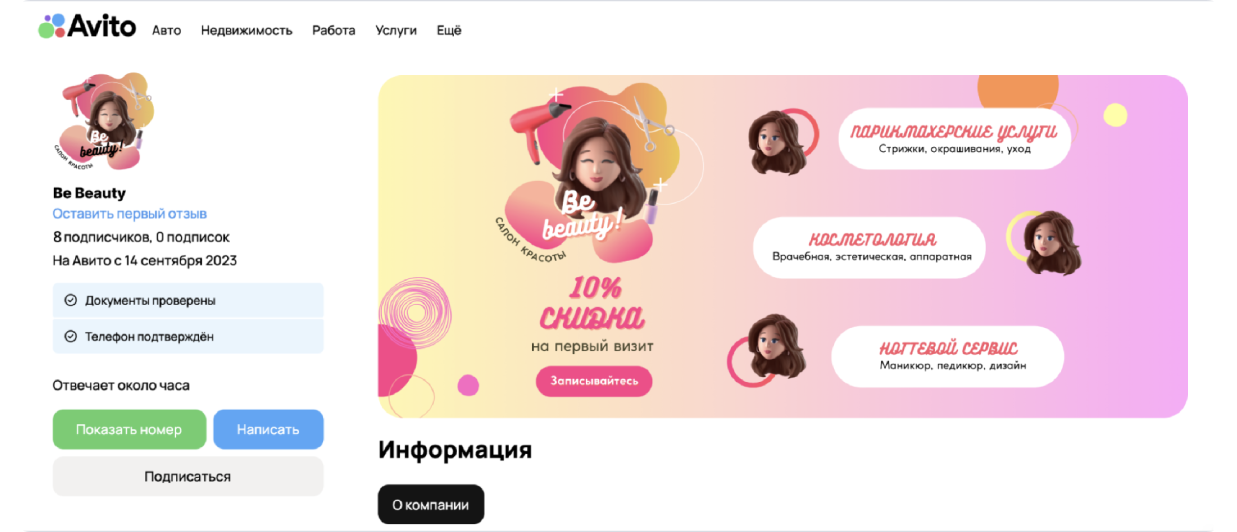 Avito Авто Недвижимость Работа Услуги Ещё
Be
beauty!
САЛОН КРАСОТЫ
Be Beauty
Оставить первый отзыв
8 подписчиков, 0 подписок
На Авито с 14 сентября 2023
Документы проверены
Телефон подтверждён
Отвечает около часа
Показать номер
Написать
Подписаться
Be
beauty!
САЛОН КРАСОТЫ
10%
СКИДКА
на первый визит
Записывайтесь
ПАРИКМАХЕРСКИЕ УСЛУГИ
Стрижки, окрашивания, уход
КОСМЕТОЛОГИЯ
Врачебная, эстетическая, аппаратная
НОГТЕВОЙ СЕРВИС
Маникюр, педикюр, дизайн
Информация
О компании